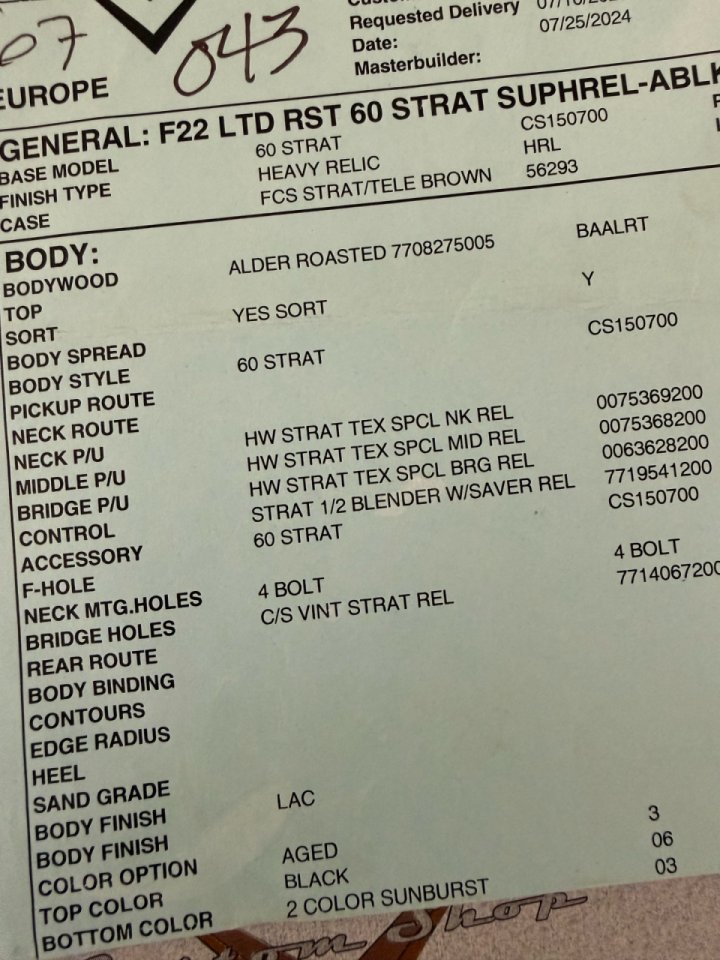 07 043
Requested Delivery
Date: 07/25/2024
Masterbuilder:
EUROPE
GENERAL: F22 LTD RST 60 STRAT SUPHREL-ABLK
BASE MODEL 60 STRAT CS150700
FINISH TYPE HEAVY RELIC HRL
CASE FCS STRAT/TELE BROWN 56293
BODY:
BODYWOOD ALDER ROASTED 7708275005 BAALRT
TOP
SORT YES SORT Y
BODY SPREAD
BODY STYLE 60 STRAT CS150700
PICKUP ROUTE
NECK ROUTE
NECK P/U HW STRAT TEX SPCL NK REL 0075369200
MIDDLE P/U HW STRAT TEX SPCL MID REL 0075368200
BRIDGE P/U HW STRAT TEX SPCL BRG REL 0063628200
CONTROL STRAT 1/2 BLENDER W/SAVER REL 7719541200
ACCESSORY 60 STRAT CS150700
F-HOLE
NECK MTG.HOLES 4 BOLT 4 BOLT
BRIDGE HOLES C/S VINT STRAT REL 7714067200
REAR ROUTE
BODY BINDING
CONTOURS
EDGE RADIUS
HEEL
SAND GRADE
BODY FINISH LAC
BODY FINISH
COLOR OPTION AGED 3
TOP COLOR BLACK 06
BOTTOM COLOR 2 COLOR SUNBURST 03
Shop